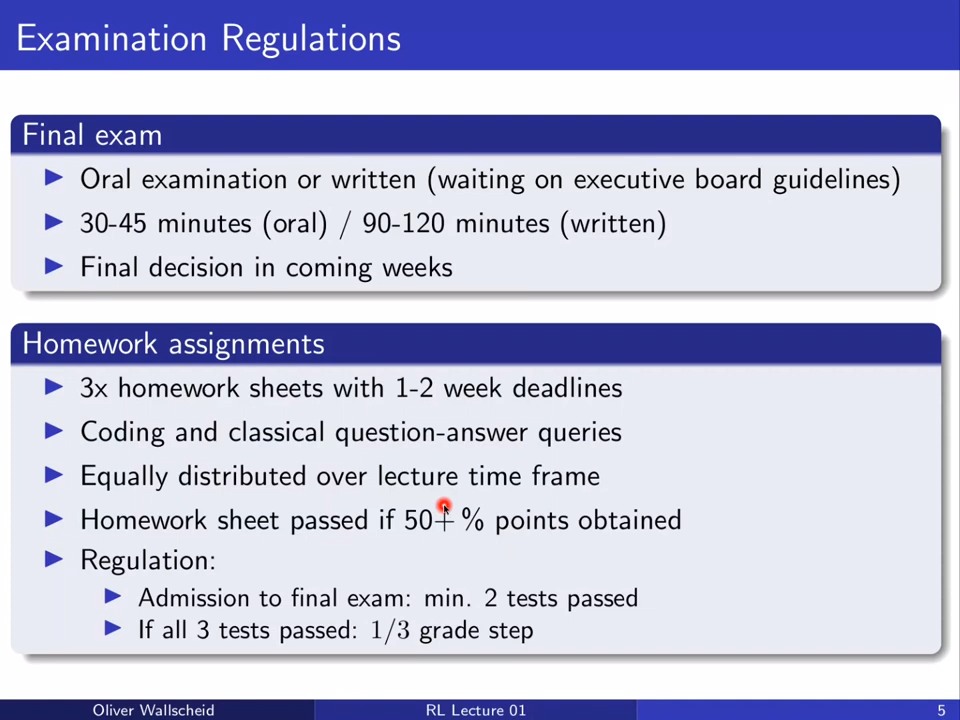 Examination Regulations
Final exam
Oral examination or written (waiting on executive board guidelines)
30-45 minutes (oral) / 90-120 minutes (written)
Final decision in coming weeks
Homework assignments
3x homework sheets with 1-2 week deadlines
Coding and classical question-answer queries
Equally distributed over lecture time frame
Homework sheet passed if 50+ % points obtained
Regulation:
Admission to final exam: min. 2 tests passed
If all 3 tests passed: 1/3 grade step
Oliver Wallscheid RL Lecture 01 5